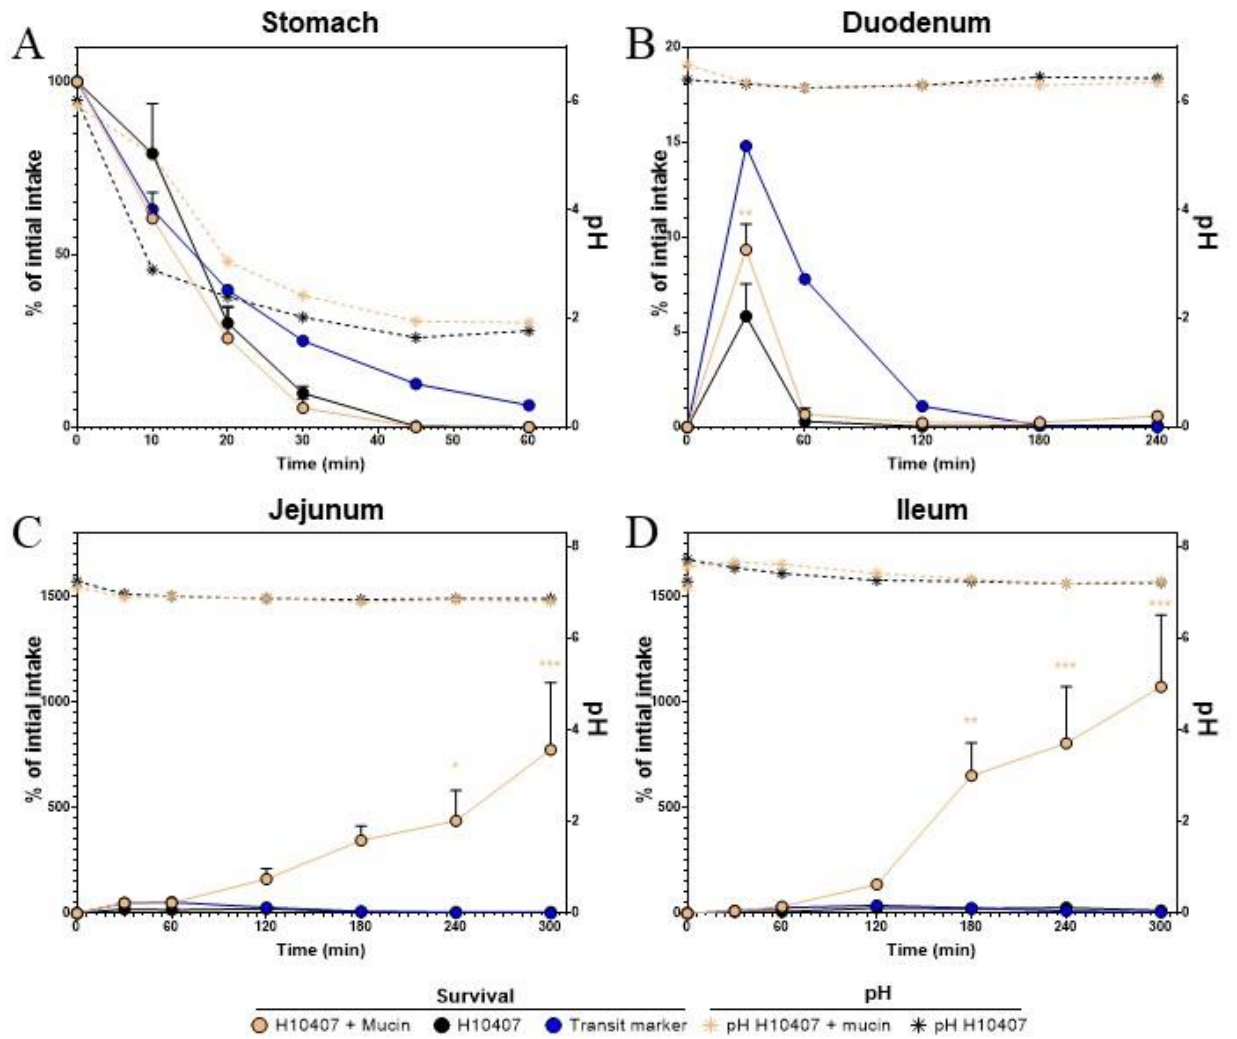 A
Stomach
100
50
0
% of intial intake
6
4
2
0
pH
0 10 20 30 40 50 60
Time (min)
B
Duodenum
20
15
10
5
0
% of intial intake
**
6
4
2
0
pH
0 60 120 180 240
Time (min)
C
Jejunum
1500
1000
500
0
% of intial intake
* ***
8
6
4
2
0
pH
0 60 120 180 240 300
Time (min)
D
Ileum
1500
1000
500
0
% of intial intake
** *** ***
8
6
4
2
0
pH
0 60 120 180 240 300
Time (min)
Survival pH
H10407 + Mucin H10407 Transit marker pH H10407 + mucin pH H10407